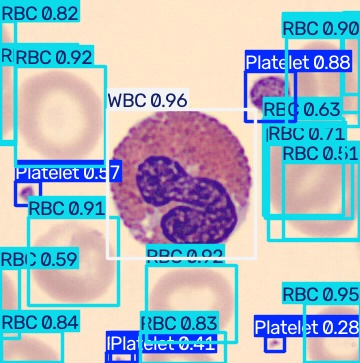 RBC 0.82
RBC 0.90
RBC 0.92
Platelet 0.88
WBC 0.96
RBC 0.63
RBC 0.71
RBC 0.51
Platelet 0.57
RBC 0.91
RBC 0.92
RBC 0.59
RBC 0.95
RBC 0.84
RBC 0.83
Platelet 0.28
Platelet 0.41